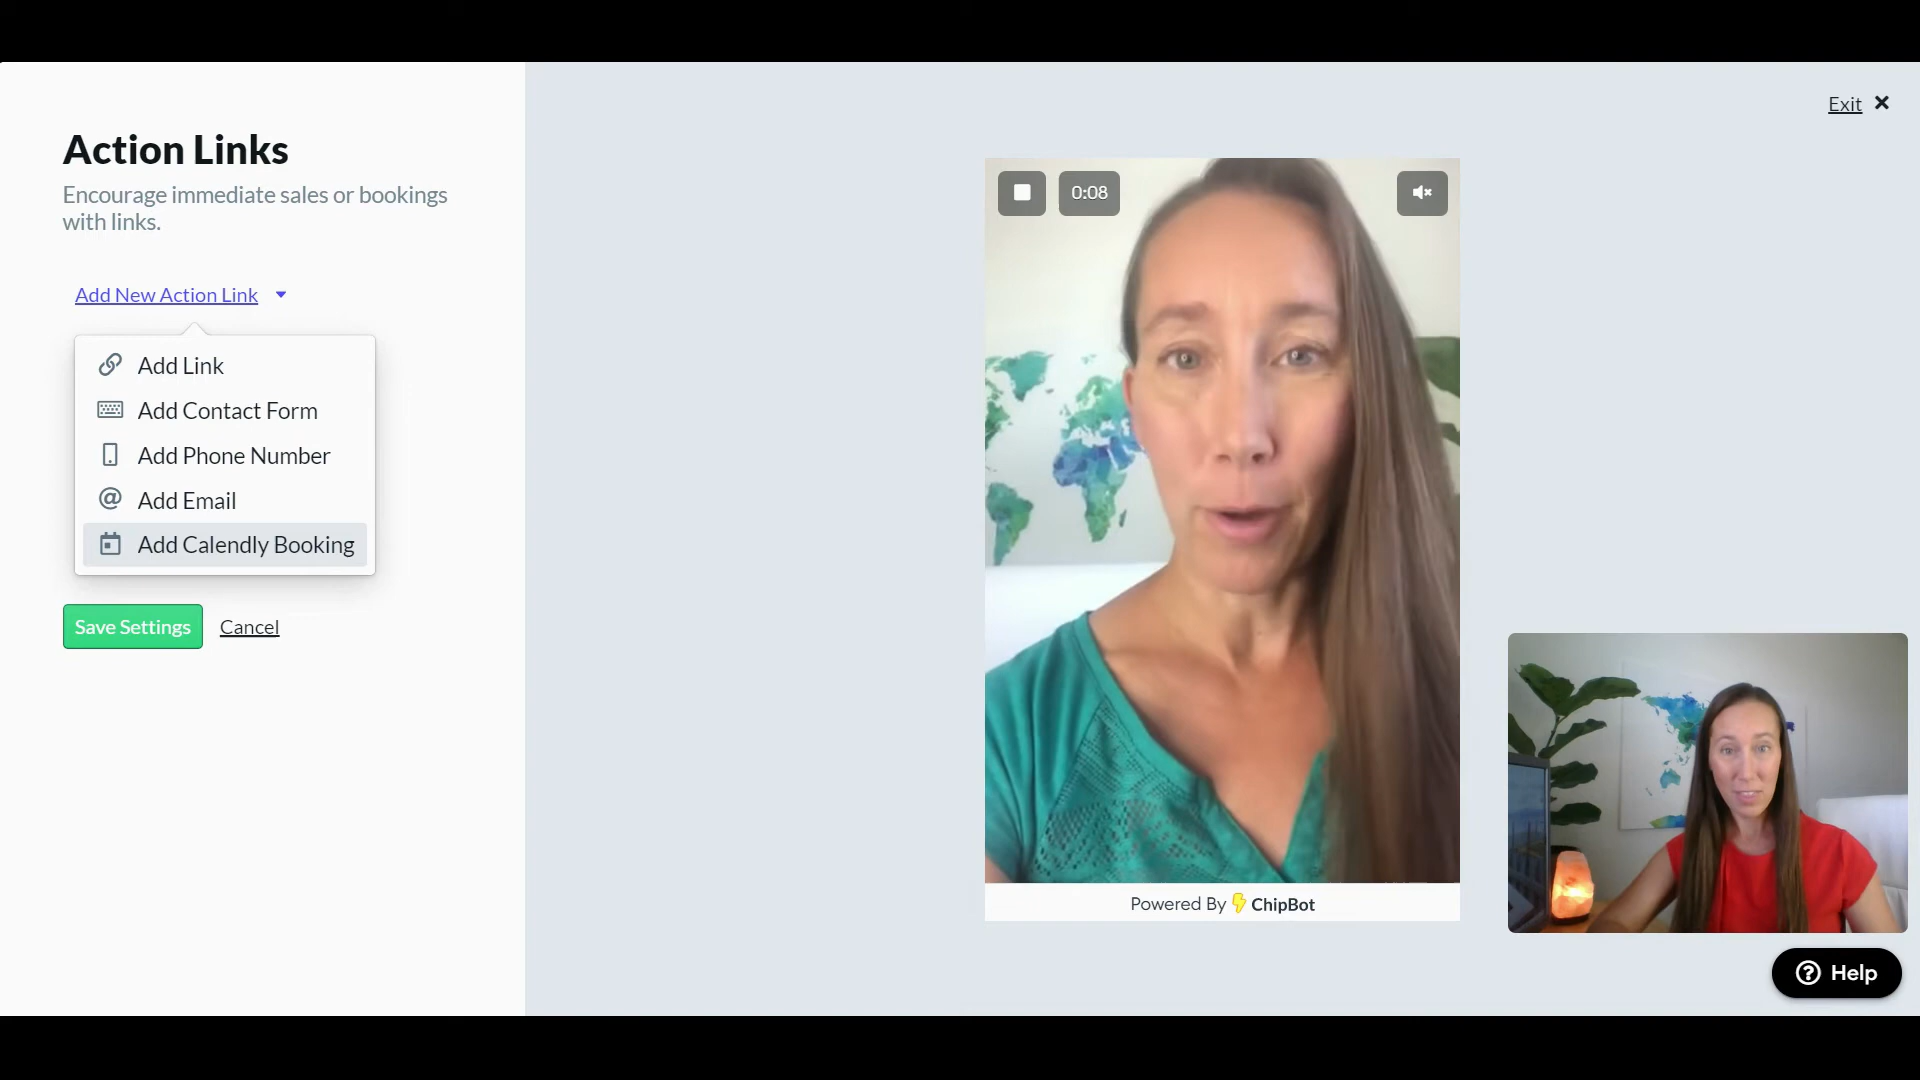 Exit
Action Links
Encourage immediate sales or bookings
with links.
0:08
Add New Action Link
Add Link
Add Contact Form
Add Phone Number
Add Email
Add Calendly Booking
Save Settings
Cancel
Powered By ChipBot
Help